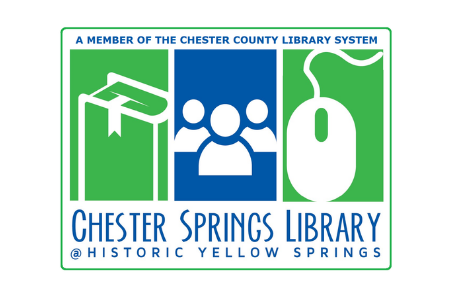 A MEMBER OF THE CHESTER COUNTY LIBRARY SYSTEM
CHESTER SPRINGS LIBRARY
@ HISTORIC YELLOW SPRINGS